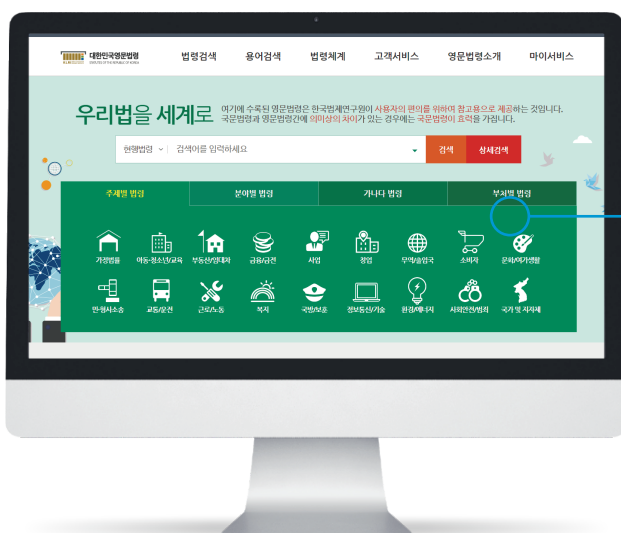 대한민국영문법령
법령검색 용어검색 법령체계 고객서비스 영문법령소개 마이서비스
우리법을 세계로
여기에 수록된 영문법령은 한국법제연구원이 사용자의 편의를 위하여 참고용으로 제공하는 것입니다.
국문법령과 영문법령간에 의미상의 차이가 있는 경우에는 국문법령이 효력을 가집니다.
현행법령 검색어를 입력하세요 검색 상세검색
주제별 법령 분야별 법령 가나다 법령 부처별 법령
가정법률 아동·청소년/교육 부동산/임대차 금융/금전 사업 창업 무역/출입국 소비자 문화/여가생활
민·형사소송 교통/운전 근로/노동 복지 국방/보훈 정보통신/기술 환경/에너지 사회안전/범죄 국가 및 지자체